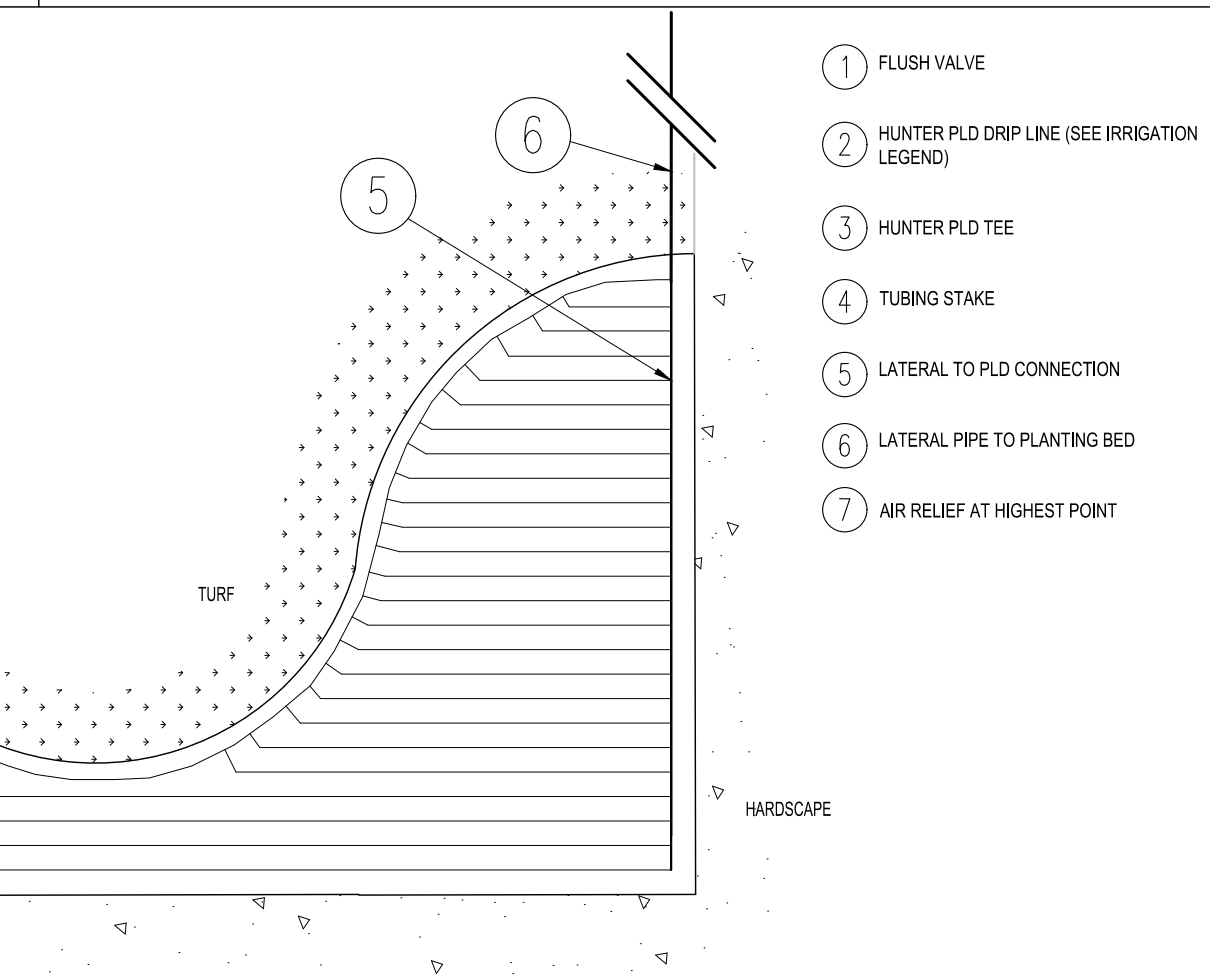 1 FLUSH VALVE
2 HUNTER PLD DRIP LINE (SEE IRRIGATION
LEGEND)
3 HUNTER PLD TEE
4 TUBING STAKE
5 LATERAL TO PLD CONNECTION
6 LATERAL PIPE TO PLANTING BED
7 AIR RELIEF AT HIGHEST POINT
6
5
TURF
HARDSCAPE